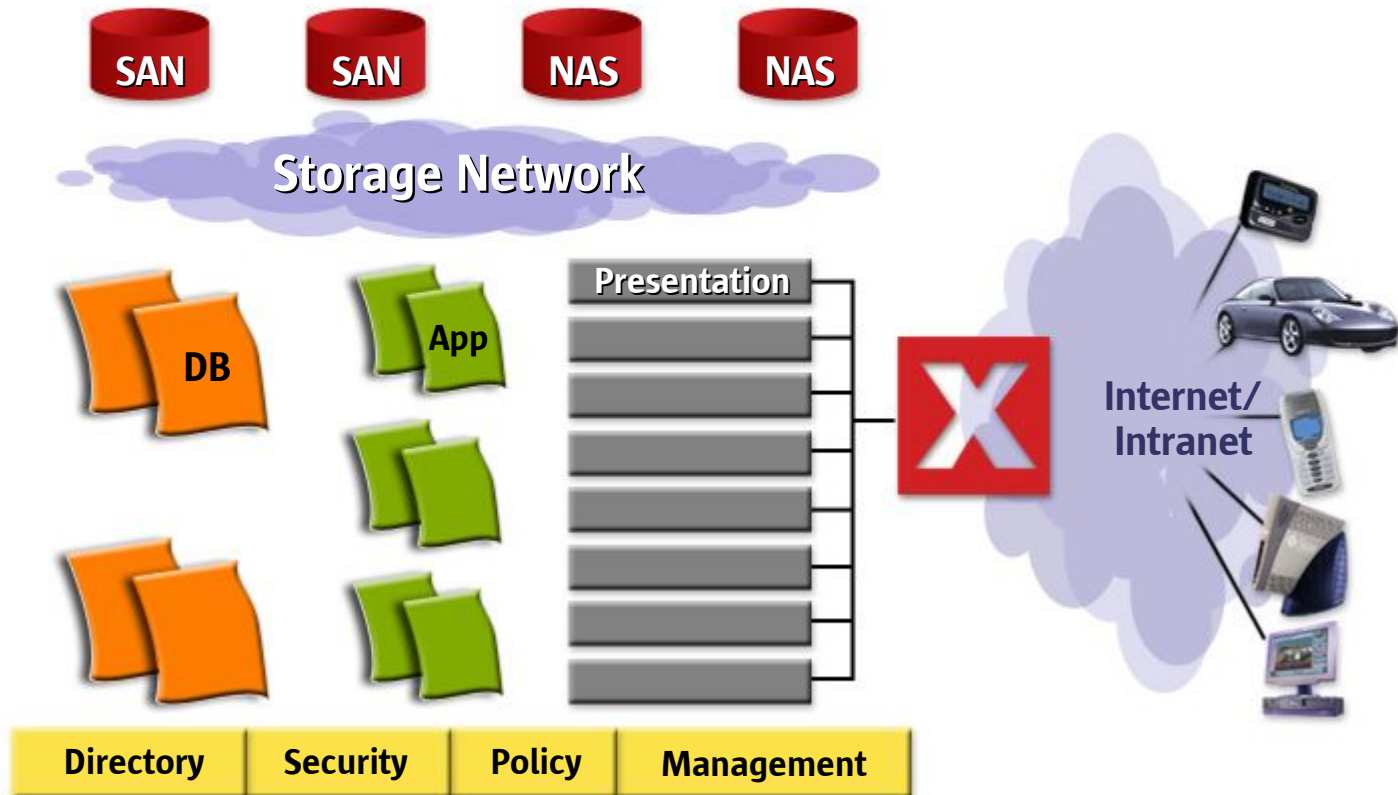 SAN
SAN
NAS
NAS
Storage Network
Presentation
DB
App
X
Internet/
Intranet
Directory
Security
Policy
Management